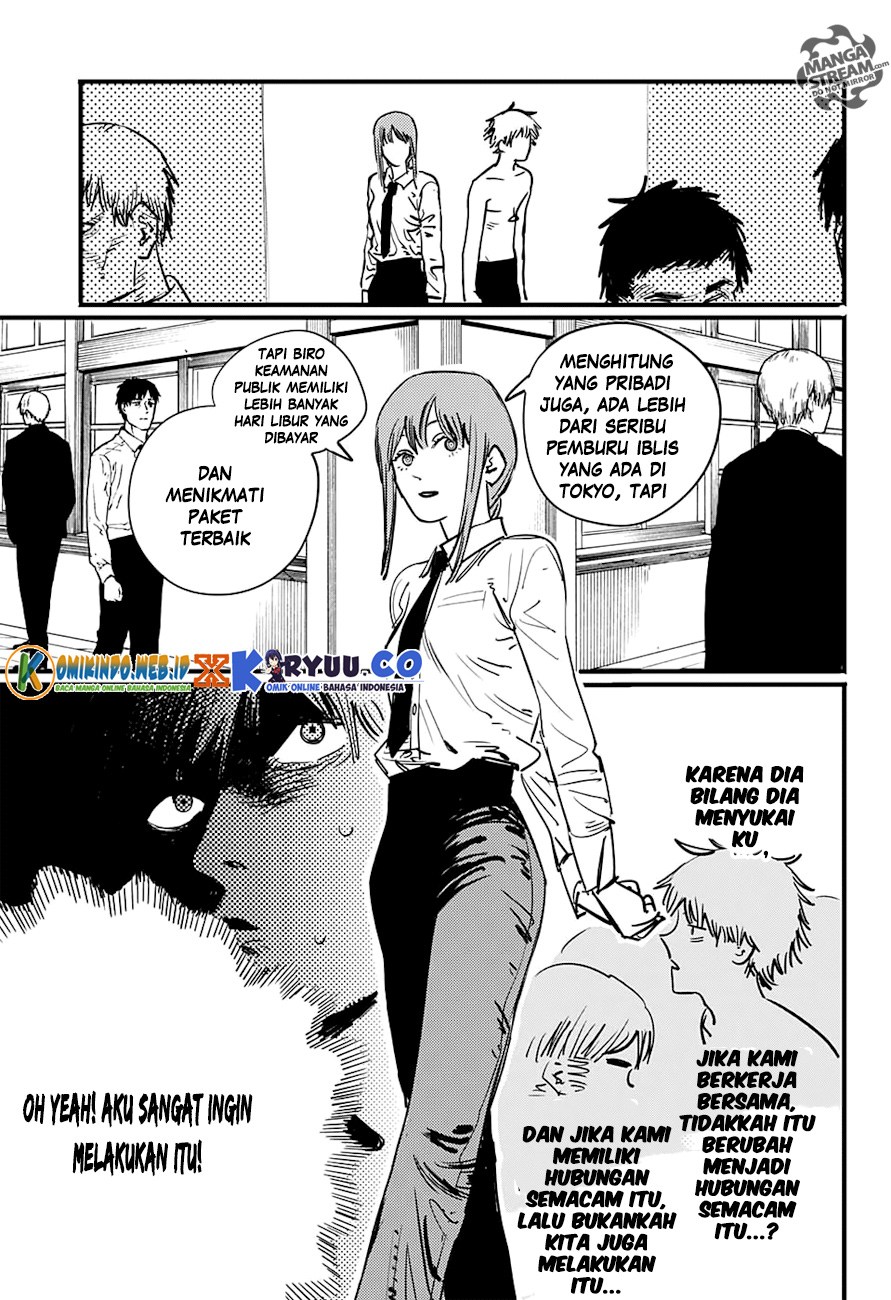 MANGA
STREAM.com
DO NOT MIRROR
MENGHITUNG
YANG PRIBADI
JUGA, ADA LEBIH
DARI SERIBU
PEMBURU IBLIS
YANG ADA DI
TOKYO, TAPI
TAPI BIRO
KEAMANAN
PUBLIK MEMILIKI
LEBIH BANYAK
HARI LIBUR YANG
DIBAYAR
DAN
MENIKMATI
PAKET
TERBAIK
KOMIKINDO.WEB.ID X KIRYUU.CO
BACA MANGA ONLINE BAHASA INDONESIA
OMIK ONLINE BAHASA INDONESIA
KARENA DIA
BILANG DIA
MENYUKAI
KU,
JIKA KAMI
BERKERJA
BERSAMA,
TIDAKKAH ITU
BERUBAH
MENJADI
HUBUNGAN
SEMACAM
ITU...?
DAN JIKA KAMI
MEMILIKI
HUBUNGAN
SEMACAM ITU,
LALU BUKANKAH
KITA JUGA
MELAKUKAN
ITU...
OH YEAH! AKU SANGAT INGIN
MELAKUKAN ITU!